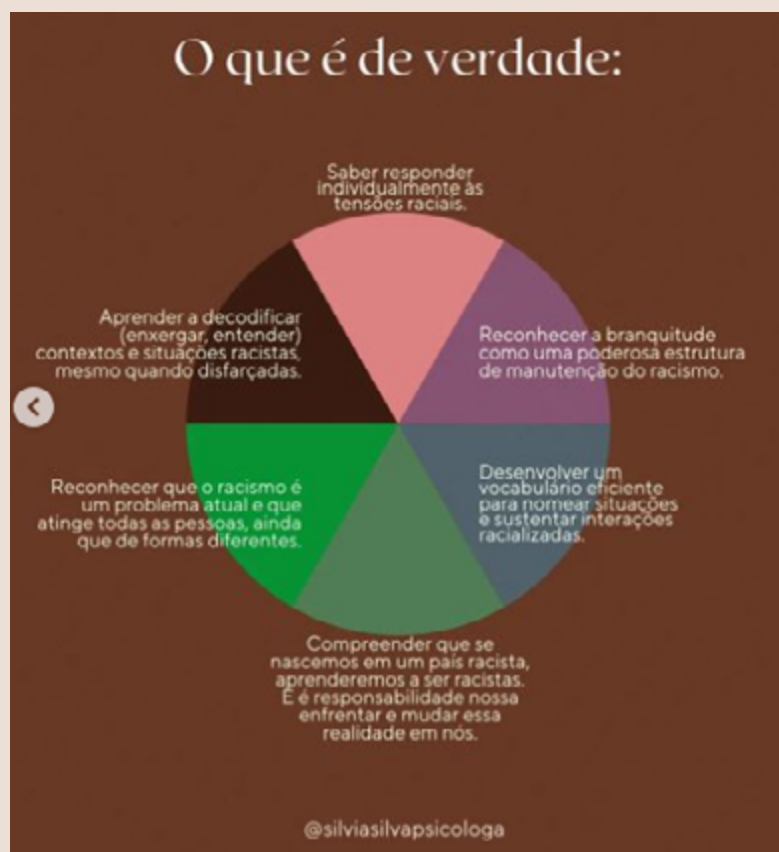 O que é de verdade:
Saber responder
individualmente às
tensões raciais.
Reconhecer a branquitude
como uma poderosa estrutura
de manutenção do racismo.
Desenvolver um
vocabulário eficiente
para nomear situações
e sustentar interações
racializadas.
Compreender que se
nascemos em um país racista,
aprenderemos a ser racistas.
E é responsabilidade nossa
enfrentar e mudar essa
realidade em nós.
Reconhecer que o racismo é
um problema atual e que
atinge todas as pessoas, ainda
que de formas diferentes.
Aprender a decodificar
(enxergar, entender)
contextos e situações racistas,
mesmo quando disfarçadas.
@silviasilvapsicologa